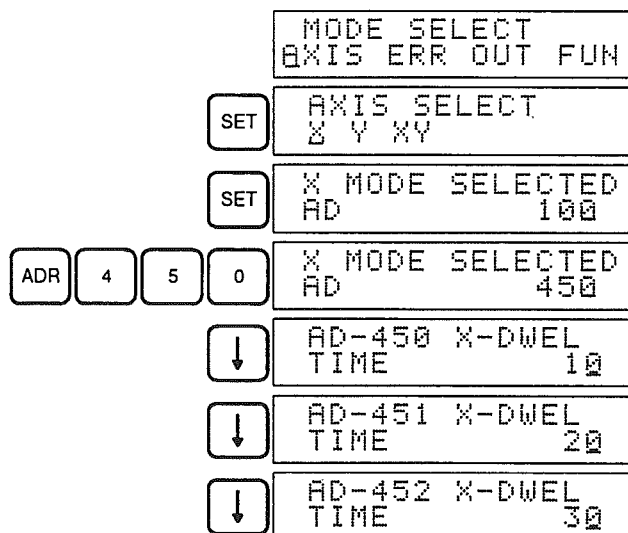 MODE SELECT
AXIS ERR OUT FUN
SET
AXIS SELECT
X Y XY
SET
X MODE SELECTED
AD 100
ADR 4 5 0
X MODE SELECTED
AD 450
↓
AD-450 X-DWEL
TIME 10
↓
AD-451 X-DWEL
TIME 20
↓
AD-452 X-DWEL
TIME 30